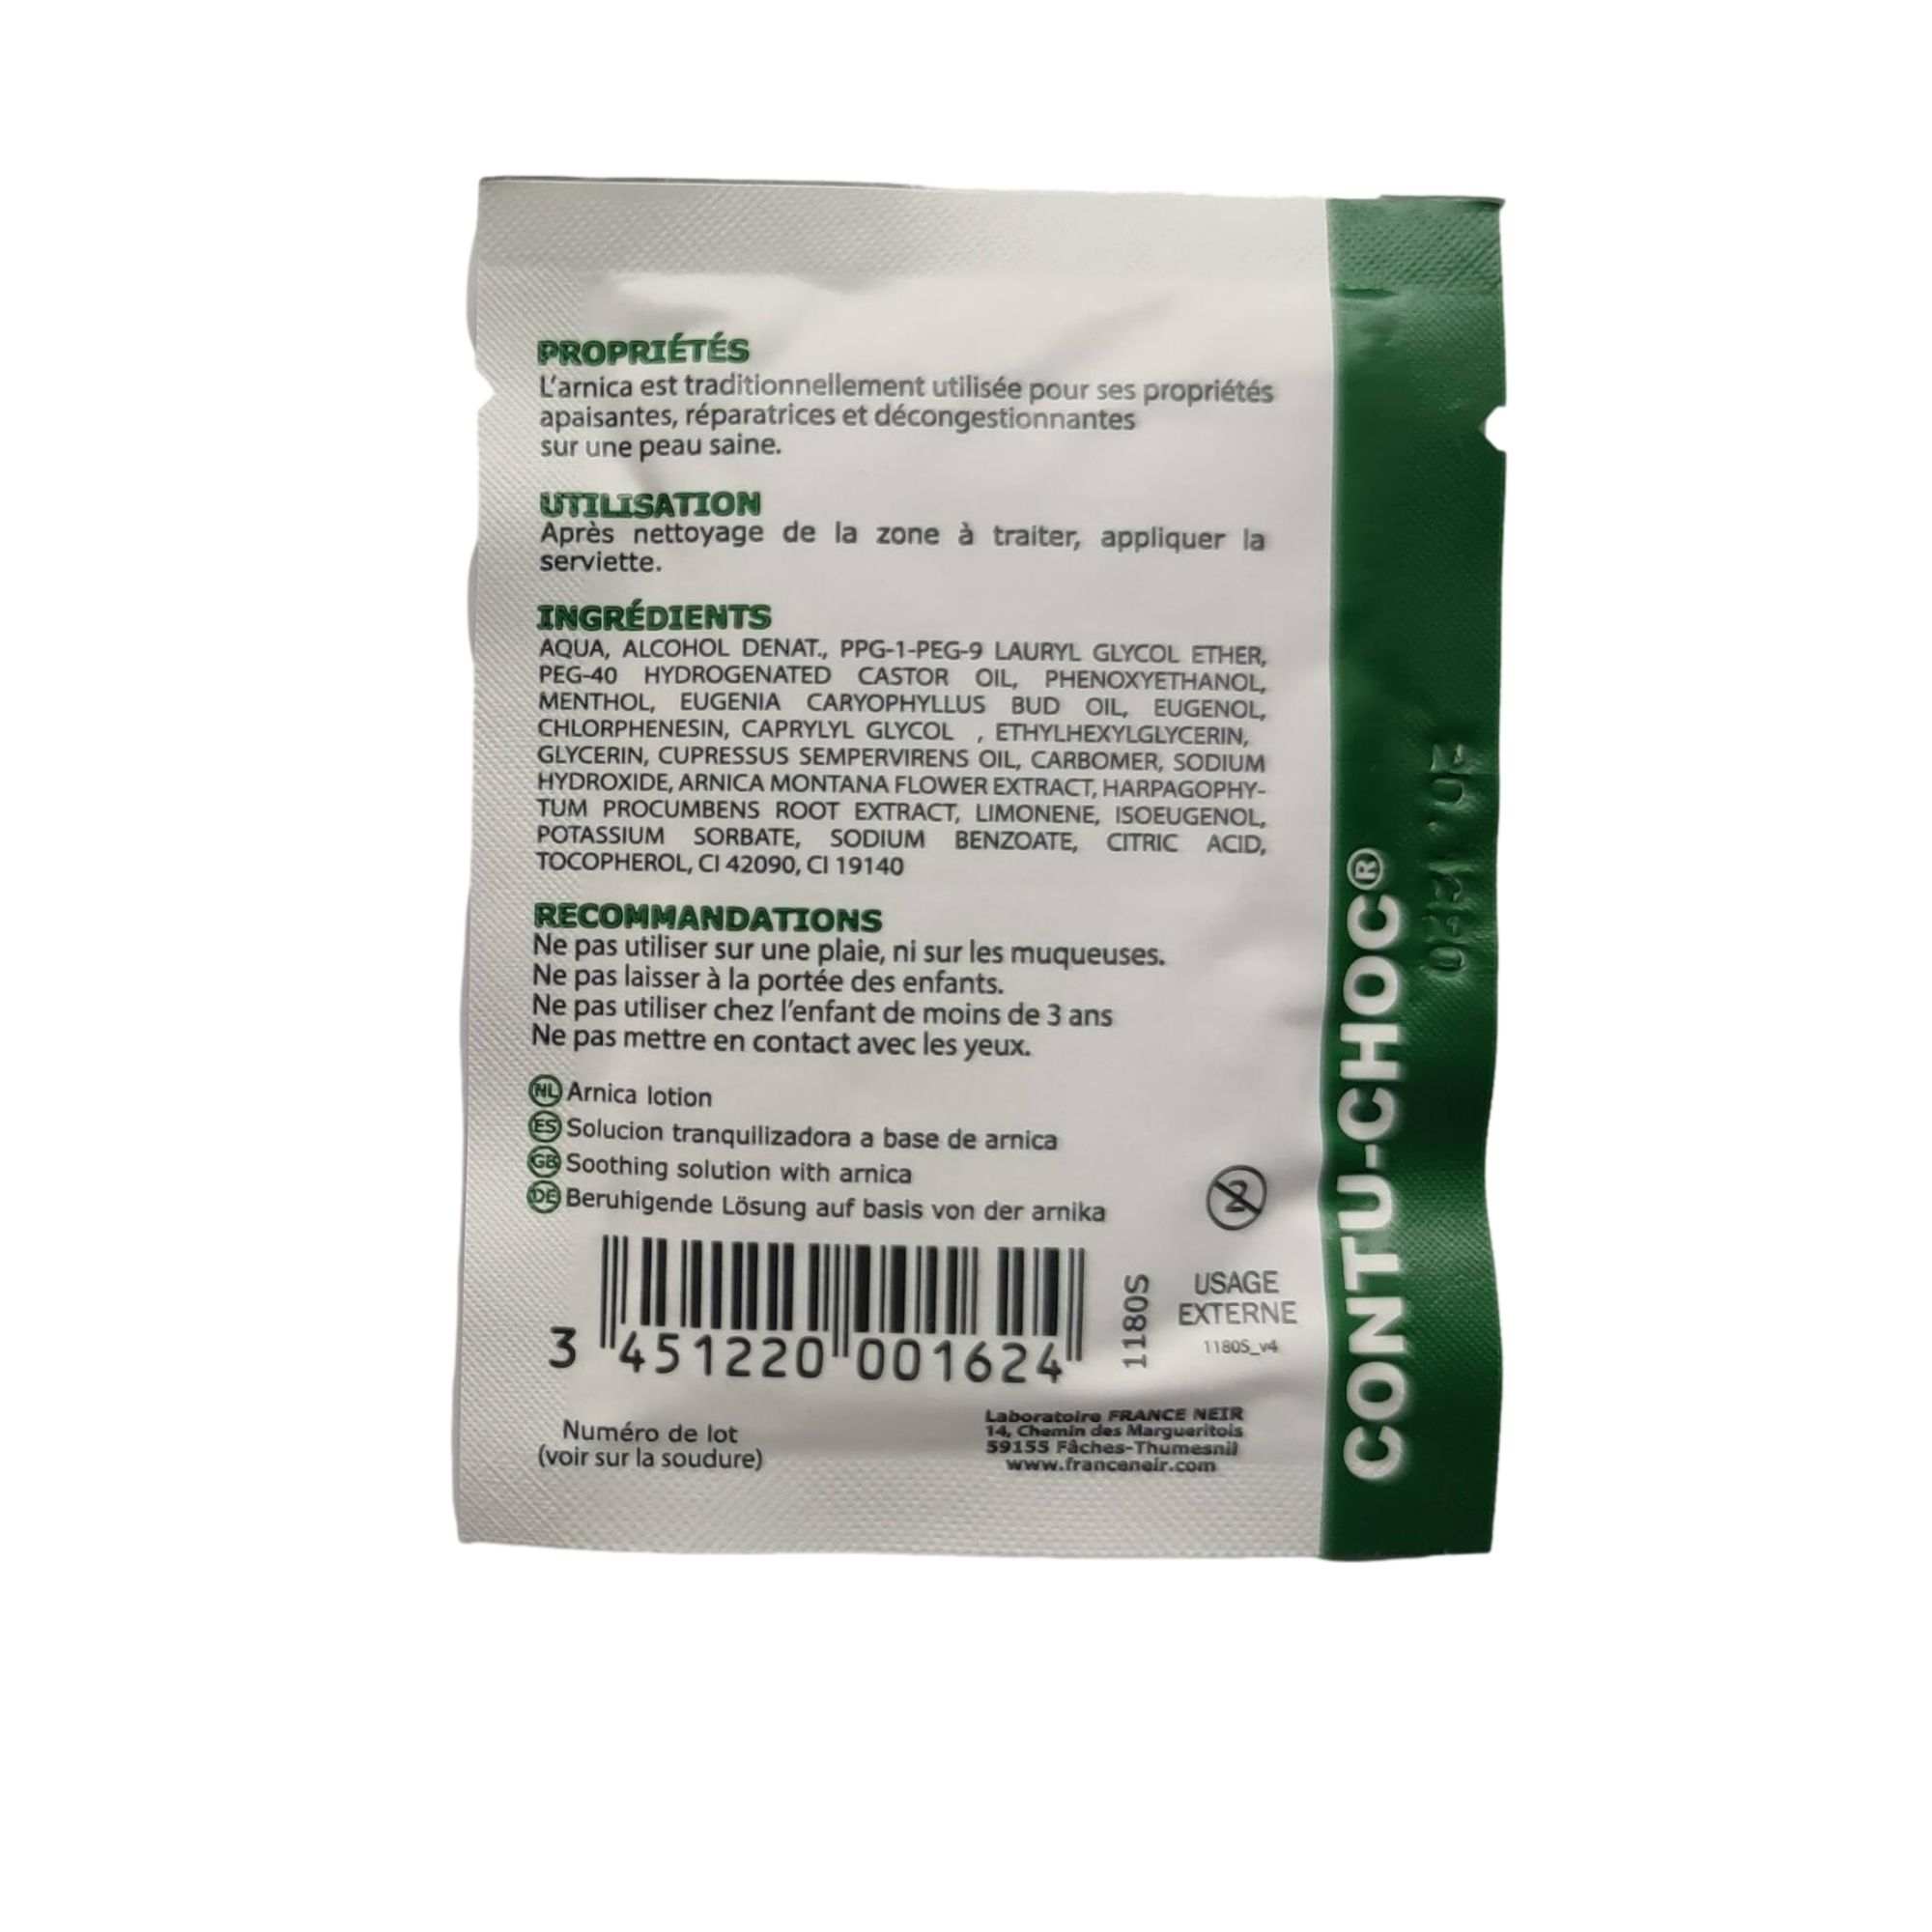 PROPRIÉTÉS
L'arnica est traditionnellement utilisée pour ses propriétés
apaisantes, réparatrices et décongestionnantes
sur une peau saine.
UTILISATION
Après nettoyage de la zone à traiter, appliquer la
serviette.
INGRÉDIENTS
AQUA, ALCOHOL DENAT., PPG-1-PEG-9 LAURYL GLYCOL ETHER,
PEG-40 HYDROGENATED CASTOR OIL, PHENOXYETHANOL,
MENTHOL, EUGENIA CARYOPHYLLUS BUD OIL, EUGENOL,
CHLORPHENESIN, CAPRYLYL GLYCOL , ETHYLHEXYLGLYCERIN,
GLYCERIN, CUPRESSUS SEMPERVIRENS OIL, CARBOMER, SODIUM
HYDROXIDE, ARNICA MONTANA FLOWER EXTRACT, HARPAGOPHY-
TUM PROCUMBENS ROOT EXTRACT, LIMONENE, ISOEUGENOL,
POTASSIUM SORBATE, SODIUM BENZOATE, CITRIC ACID,
TOCOPHEROL, CI 42090, CI 19140
RECOMMANDATIONS
Ne pas utiliser sur une plaie, ni sur les muqueuses.
Ne pas laisser à la portée des enfants.
Ne pas utiliser chez l'enfant de moins de 3 ans
Ne pas mettre en contact avec les yeux.
NL Arnica lotion
ES Solucion tranquilizadora a base de arnica
GB Soothing solution with arnica
DE Beruhigende Lösung auf basis von der arnika
2
3 451220 001624
1180S
USAGE
EXTERNE
1180S_v4
Numéro de lot
(voir sur la soudure)
Laboratoire FRANCE NEIR
14, Chemin des Margueritois
59155 Fâches-Thumesnil
www.franceneir.com
CONTU-CHOC®